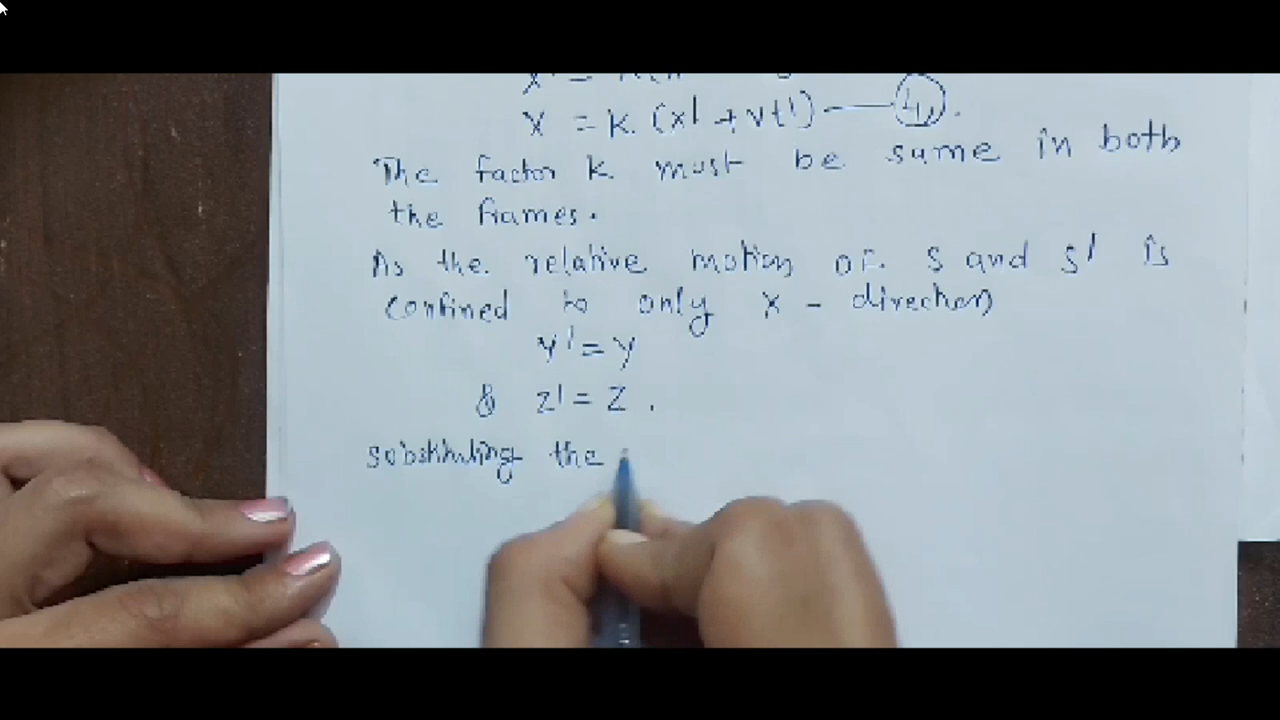 x = k (x' + vt') —— (4).
The factor k must be same in both
the frames.
As the relative motion of S and S' is
confined to only x - direction
y' = y
& z' = z .
substituting the